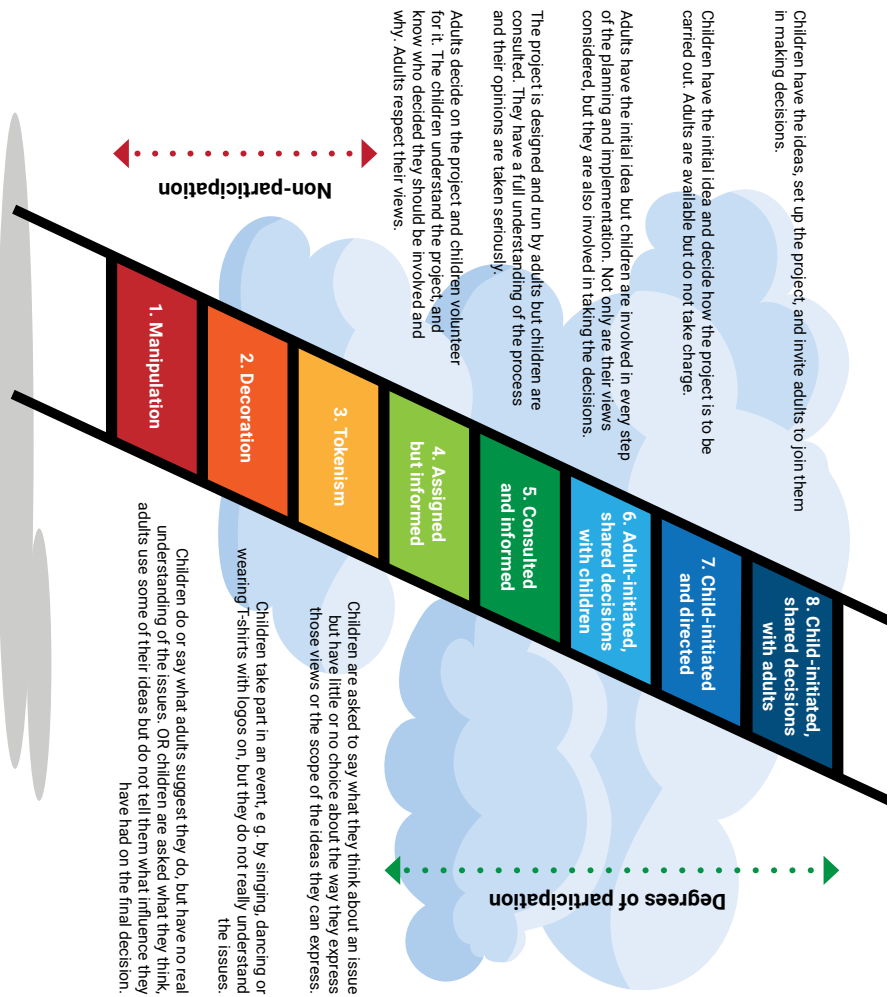 Children have the ideas, set up the project, and invite adults to join them
in making decisions.
8. Child-initiated,
shared decisions
with adults
Children have the initial idea and decide how the project is to be
carried out. Adults are available but do not take charge.
7. Child-initiated
and directed
Adults have the initial idea but children are involved in every step
of the planning and implementation. Not only are their views
considered, but they are also involved in taking the decisions.
6. Adult-initiated,
shared decisions
with children
The project is designed and run by adults but children are
consulted. They have a full understanding of the process
and their opinions are taken seriously.
5. Consulted
and informed
Adults decide on the project and children volunteer
for it. The children understand the project, and
know who decided they should be involved and
why. Adults respect their views.
4. Assigned
but informed
Degrees of participation
3. Tokenism
Children are asked to say what they think about an issue
but have little or no choice about the way they express
those views or the scope of the ideas they can express.
2. Decoration
Children take part in an event, e g. by singing, dancing or
wearing T-shirts with logos on, but they do not really understand
the issues.
1. Manipulation
Children do or say what adults suggest they do, but have no real
understanding of the issues. OR children are asked what they think,
adults use some of their ideas but do not tell them what influence they
have had on the final decision.
Non-participation